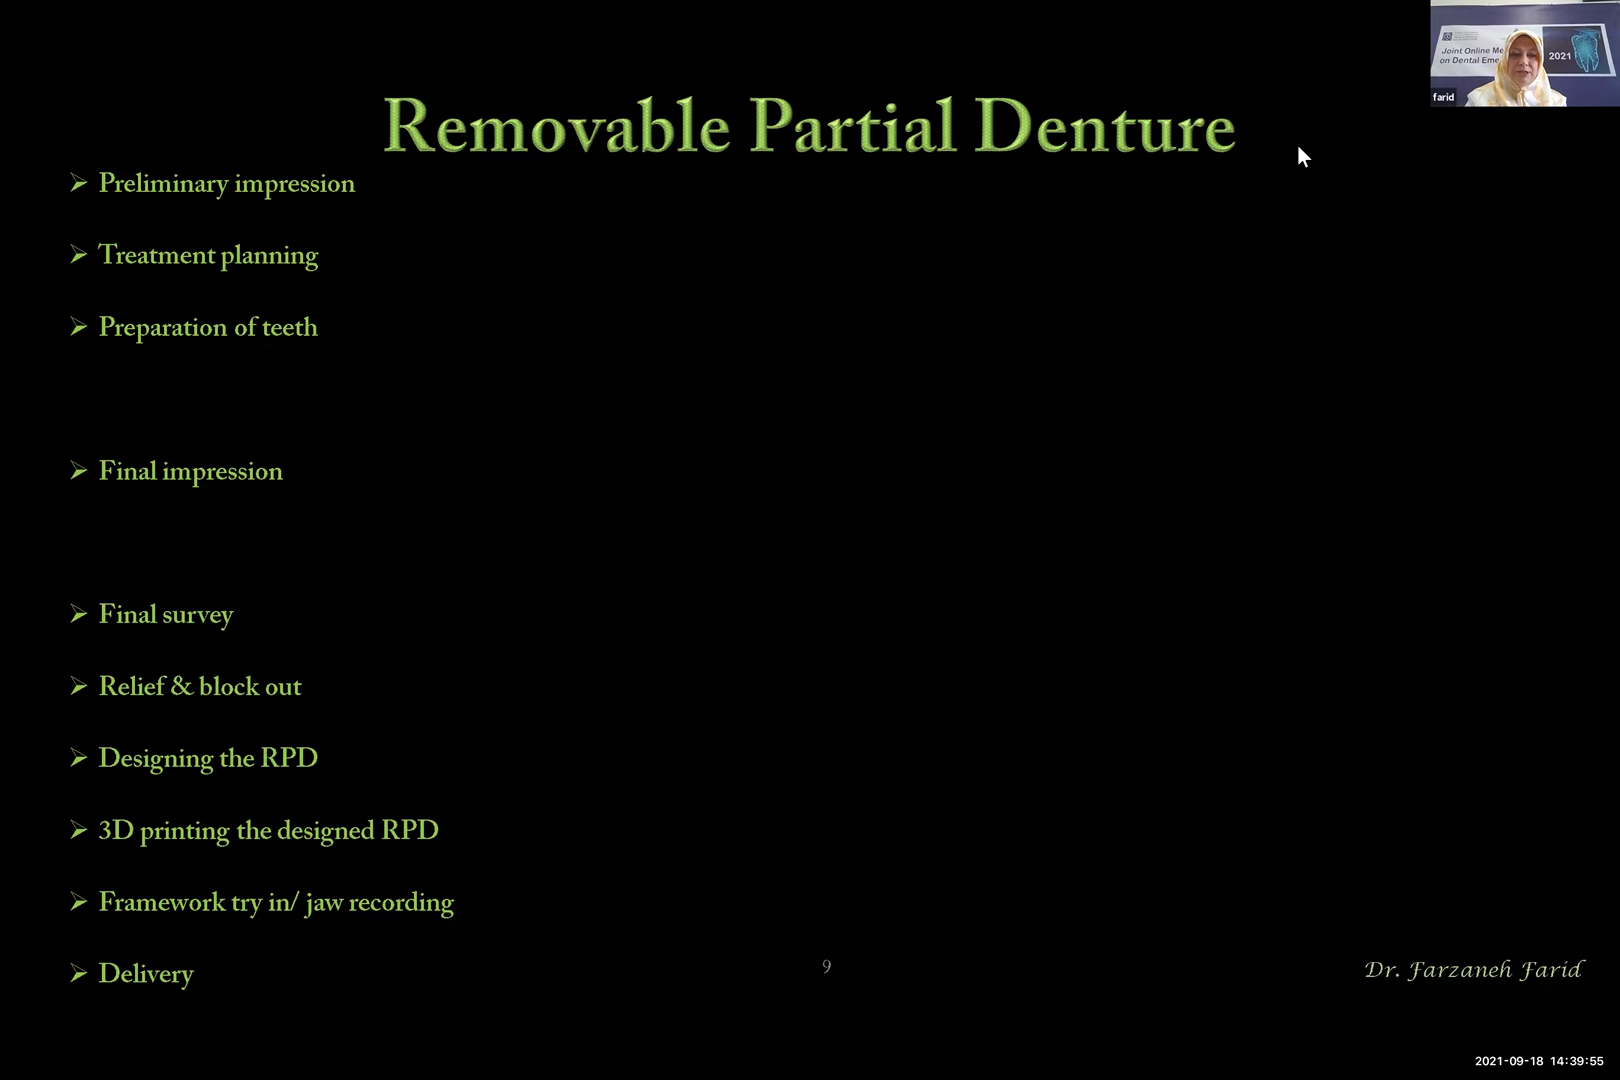 Joint Online Me
on Dental Eme
2021
farid
Removable Partial Denture
➢ Preliminary impression
➢ Treatment planning
➢ Preparation of teeth
➢ Final impression
➢ Final survey
➢ Relief & block out
➢ Designing the RPD
➢ 3D printing the designed RPD
➢ Framework try in/ jaw recording
➢ Delivery
9
Dr. Farzaneh Farid
2021-09-18 14:39:55